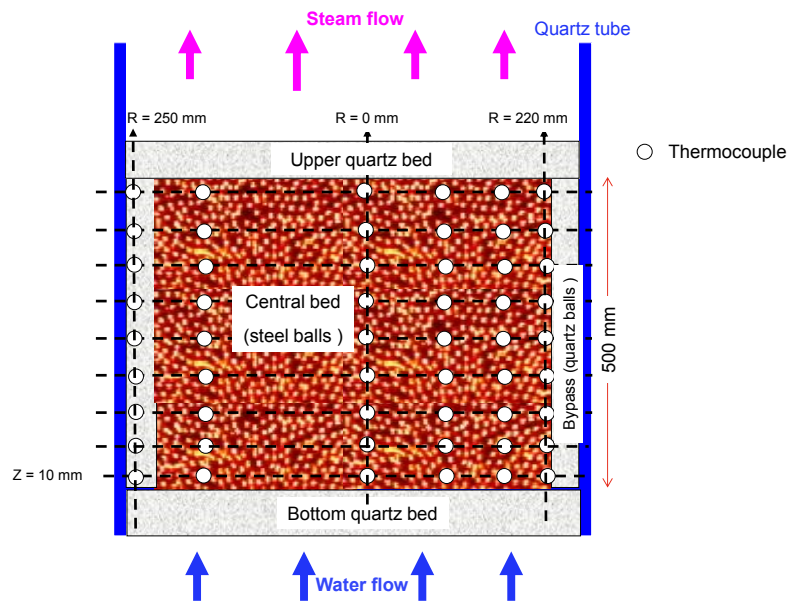 Steam flow
Quartz tube
R = 250 mm
R = 0 mm
R = 220 mm
Upper quartz bed
Thermocouple
Central bed
(steel balls )
Bypass (quartz balls)
500 mm
Z = 10 mm
Bottom quartz bed
Water flow